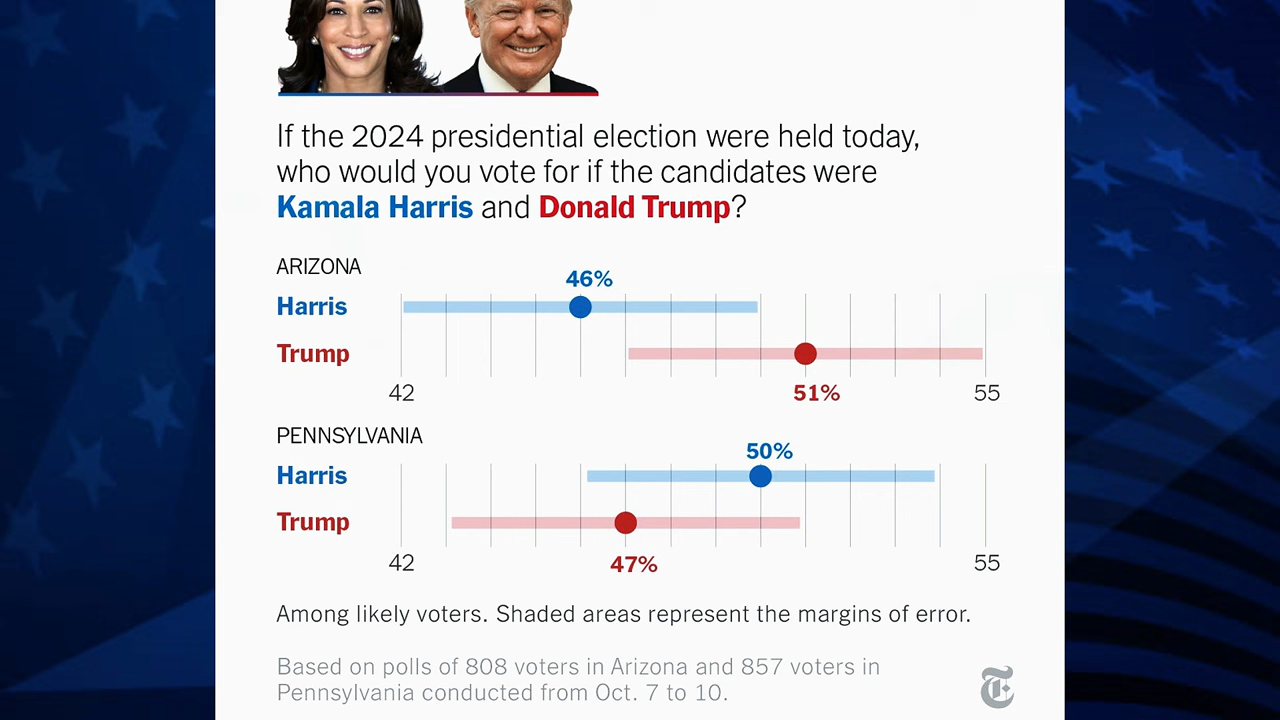 If the 2024 presidential election were held today,
who would you vote for if the candidates were
Kamala Harris and Donald Trump?
ARIZONA
46%
Harris
Trump
42
51%
55
PENNSYLVANIA
50%
Harris
Trump
42
47%
55
Among likely voters. Shaded areas represent the margins of error.
Based on polls of 808 voters in Arizona and 857 voters in
Pennsylvania conducted from Oct. 7 to 10.
T